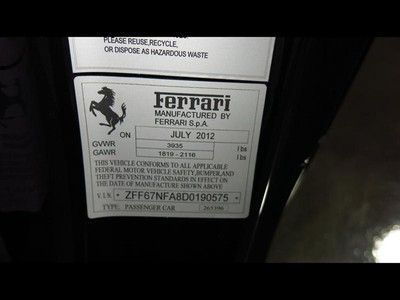 PLEASE REUSE, RECYCLE,
OR DISPOSE AS HAZARDOUS WASTE
Ferrari
MANUFACTURED BY
FERRARI S.p.A.
ON JULY 2012
GVWR 3935 lbs
GAWR 1819 - 2116 lbs
THIS VEHICLE CONFORMS TO ALL APPLICABLE
FEDERAL MOTOR VEHICLE SAFETY, BUMPER, AND
THEFT PREVENTION STANDARDS IN EFFECT ON
THE DATE OF MANUFACTURE SHOWN ABOVE
V.I.N. ZFF67NFA8D0190575
TYPE: PASSENGER CAR